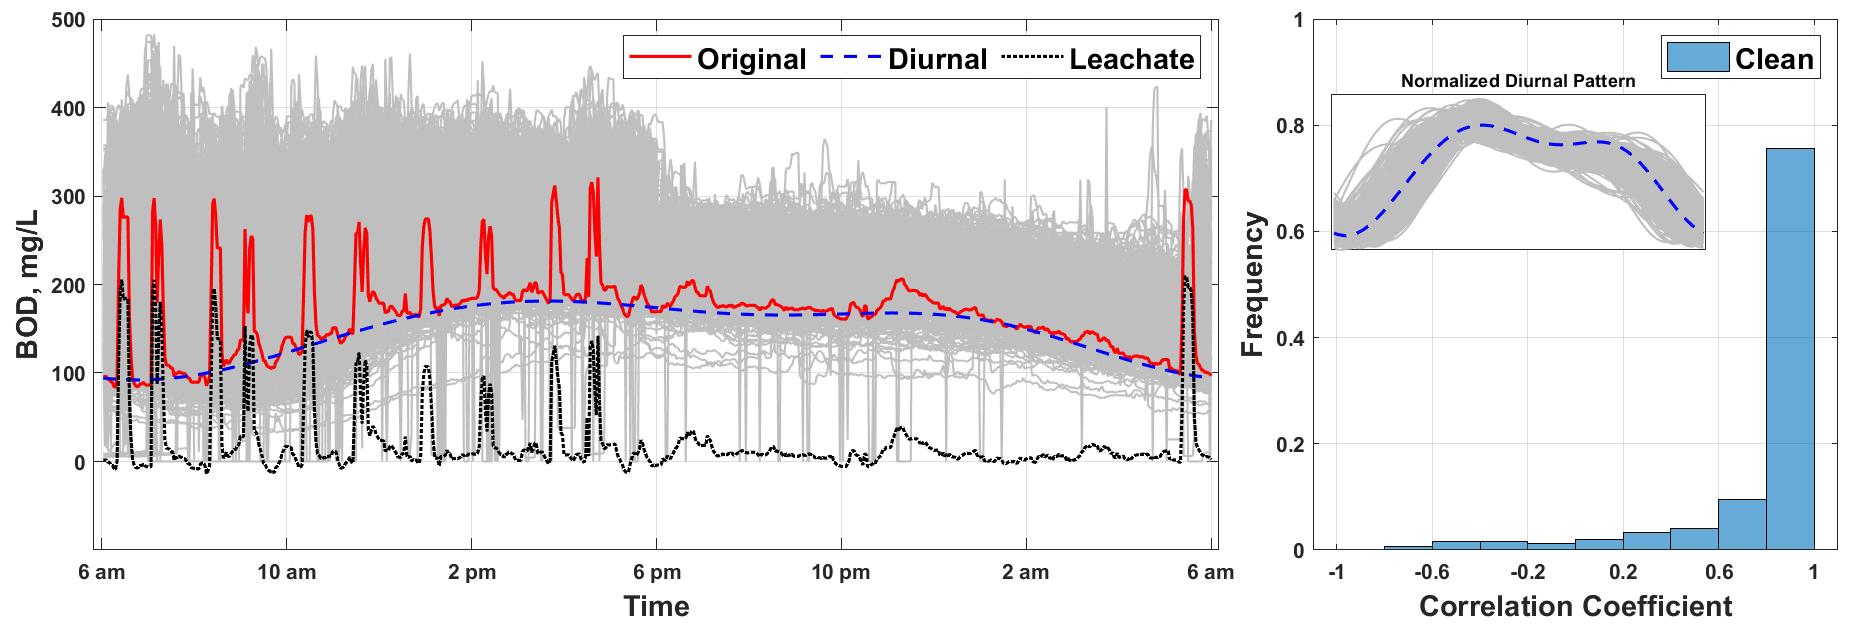 500
400
300
200
100
0
BOD, mg/L
Original Diurnal Leachate
6 am 10 am 2 pm 6 pm 10 pm 2 am 6 am
Time
1
0.8
0.6
0.4
0.2
0
Frequency
Clean
Normalized Diurnal Pattern
-1 -0.6 -0.2 0.2 0.6 1
Correlation Coefficient